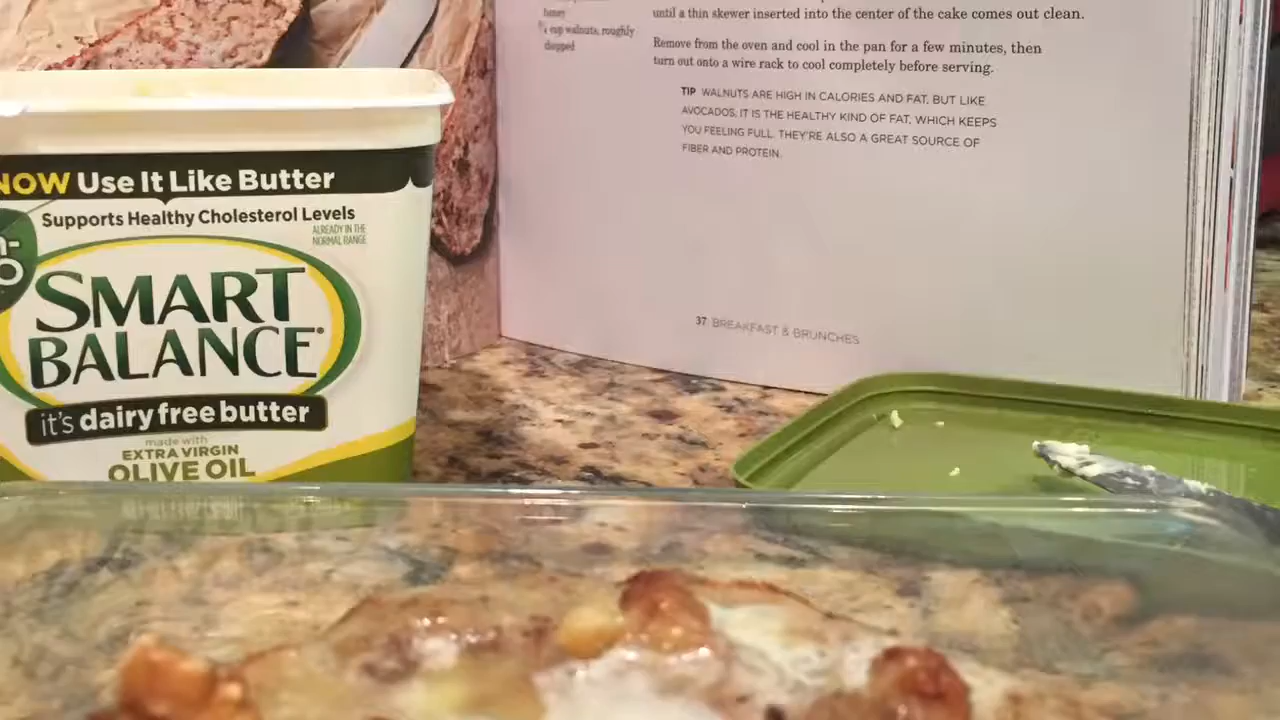 NOW Use It Like Butter
Supports Healthy Cholesterol Levels
ALREADY IN THE
NORMAL RANGE
SMART
BALANCE®
it's dairy free butter
made with
EXTRA VIRGIN
OLIVE OIL
honey
cup walnuts, roughly
chopped
until a thin skewer inserted into the center of the cake comes out clean.
Remove from the oven and cool in the pan for a few minutes, then
turn out onto a wire rack to cool completely before serving.
TIP WALNUTS ARE HIGH IN CALORIES AND FAT, BUT LIKE
AVOCADOS, IT IS THE HEALTHY KIND OF FAT, WHICH KEEPS
YOU FEELING FULL. THEY'RE ALSO A GREAT SOURCE OF
FIBER AND PROTEIN.
37 BREAKFAST & BRUNCHES